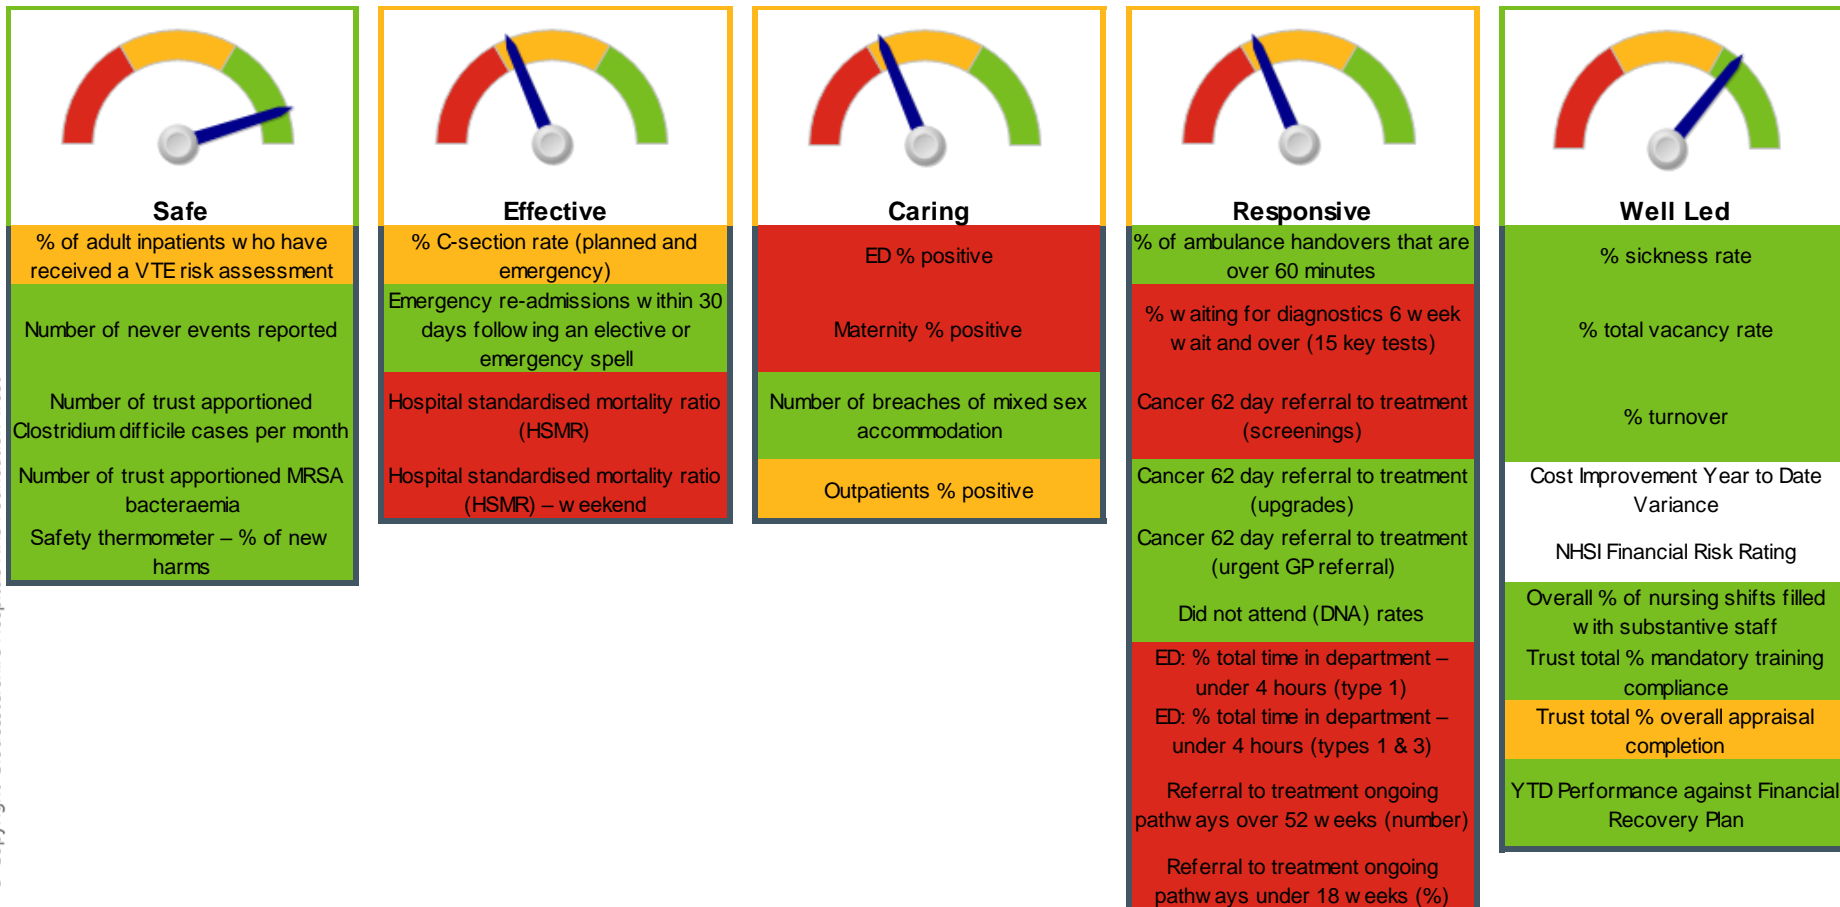 Safe
% of adult inpatients who have
received a VTE risk assessment
Number of never events reported
Number of trust apportioned
Clostridium difficile cases per month
Number of trust apportioned MRSA
bacteraemia
Safety thermometer – % of new
harms
Effective
% C-section rate (planned and
emergency)
Emergency re-admissions within 30
days following an elective or
emergency spell
Hospital standardised mortality ratio
(HSMR)
Hospital standardised mortality ratio
(HSMR) – weekend
Caring
ED % positive
Maternity % positive
Number of breaches of mixed sex
accommodation
Outpatients % positive
Responsive
% of ambulance handovers that are
over 60 minutes
% waiting for diagnostics 6 week
wait and over (15 key tests)
Cancer 62 day referral to treatment
(screenings)
Cancer 62 day referral to treatment
(upgrades)
Cancer 62 day referral to treatment
(urgent GP referral)
Did not attend (DNA) rates
ED: % total time in department –
under 4 hours (type 1)
ED: % total time in department –
under 4 hours (types 1 & 3)
Referral to treatment ongoing
pathways over 52 weeks (number)
Referral to treatment ongoing
pathways under 18 weeks (%)
Well Led
% sickness rate
% total vacancy rate
% turnover
Cost Improvement Year to Date
Variance
NHSI Financial Risk Rating
Overall % of nursing shifts filled
with substantive staff
Trust total % mandatory training
compliance
Trust total % overall appraisal
completion
YTD Performance against Financial
Recovery Plan